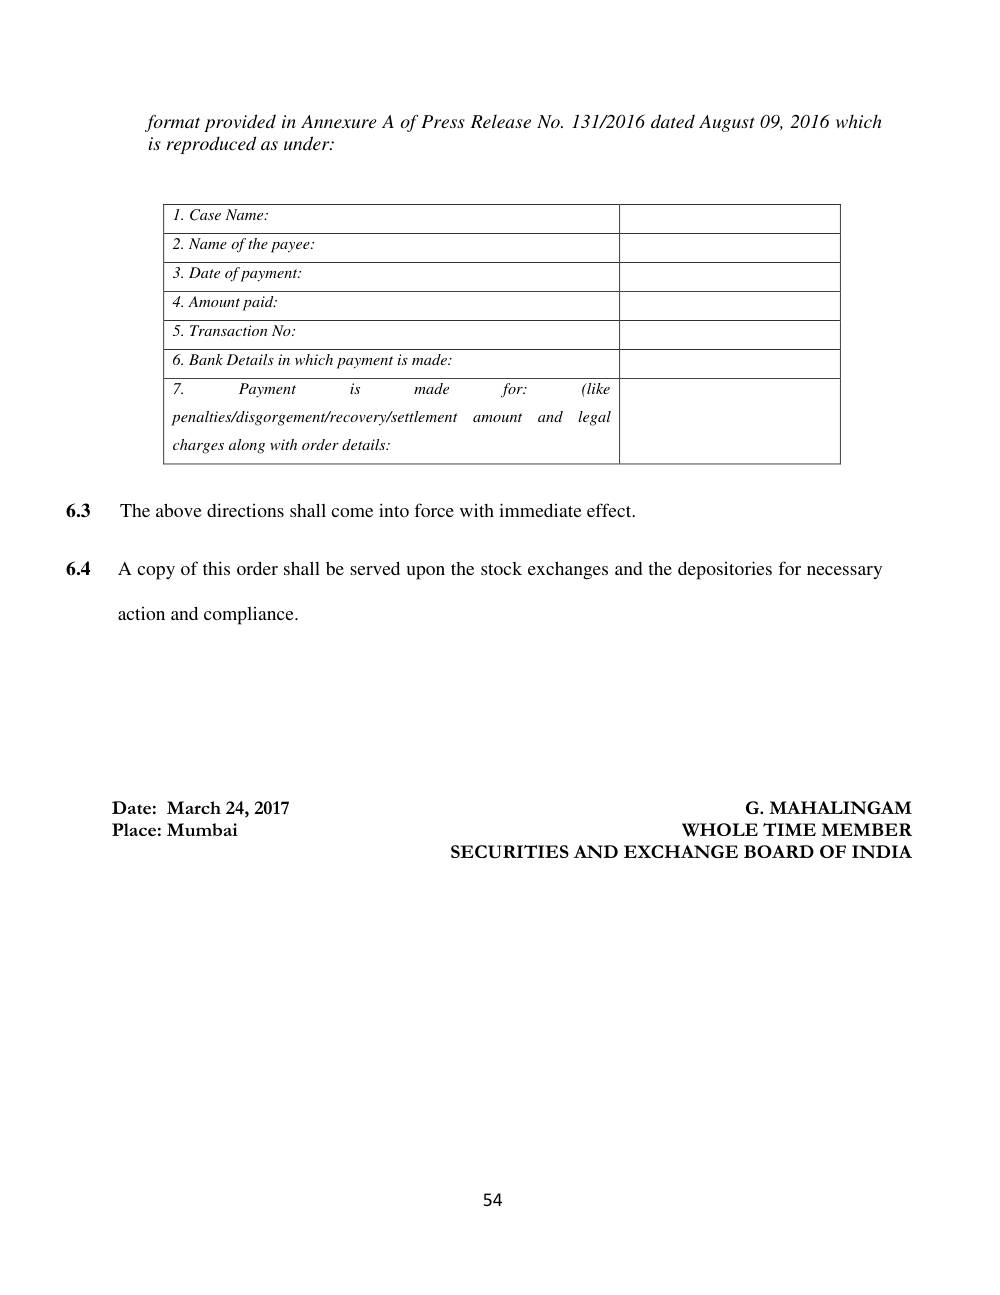 format provided in Annexure A of Press Release No. 131/2016 dated August 09, 2016 which
is reproduced as under:
1. Case Name:
2. Name of the payee:
3. Date of payment:
4. Amount paid:
5. Transaction No:
6. Bank Details in which payment is made:
7. Payment is made for: (like
penalties/disgorgement/recovery/settlement amount and legal
charges along with order details:
6.3 The above directions shall come into force with immediate effect.
6.4 A copy of this order shall be served upon the stock exchanges and the depositories for necessary
action and compliance.
Date: March 24, 2017 G. MAHALINGAM
Place: Mumbai WHOLE TIME MEMBER
SECURITIES AND EXCHANGE BOARD OF INDIA
54